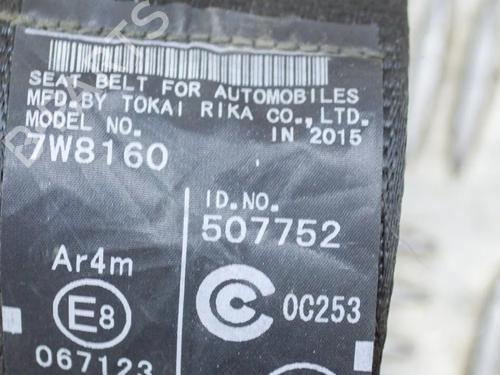 SEAT BELT FOR AUTOMOBILES
MFD.BY TOKAI RIKA CO.,LTD.
MODEL NO. IN 2015
7W8160
ID.NO.
507752
Ar4m
E8
C 0C253
067123